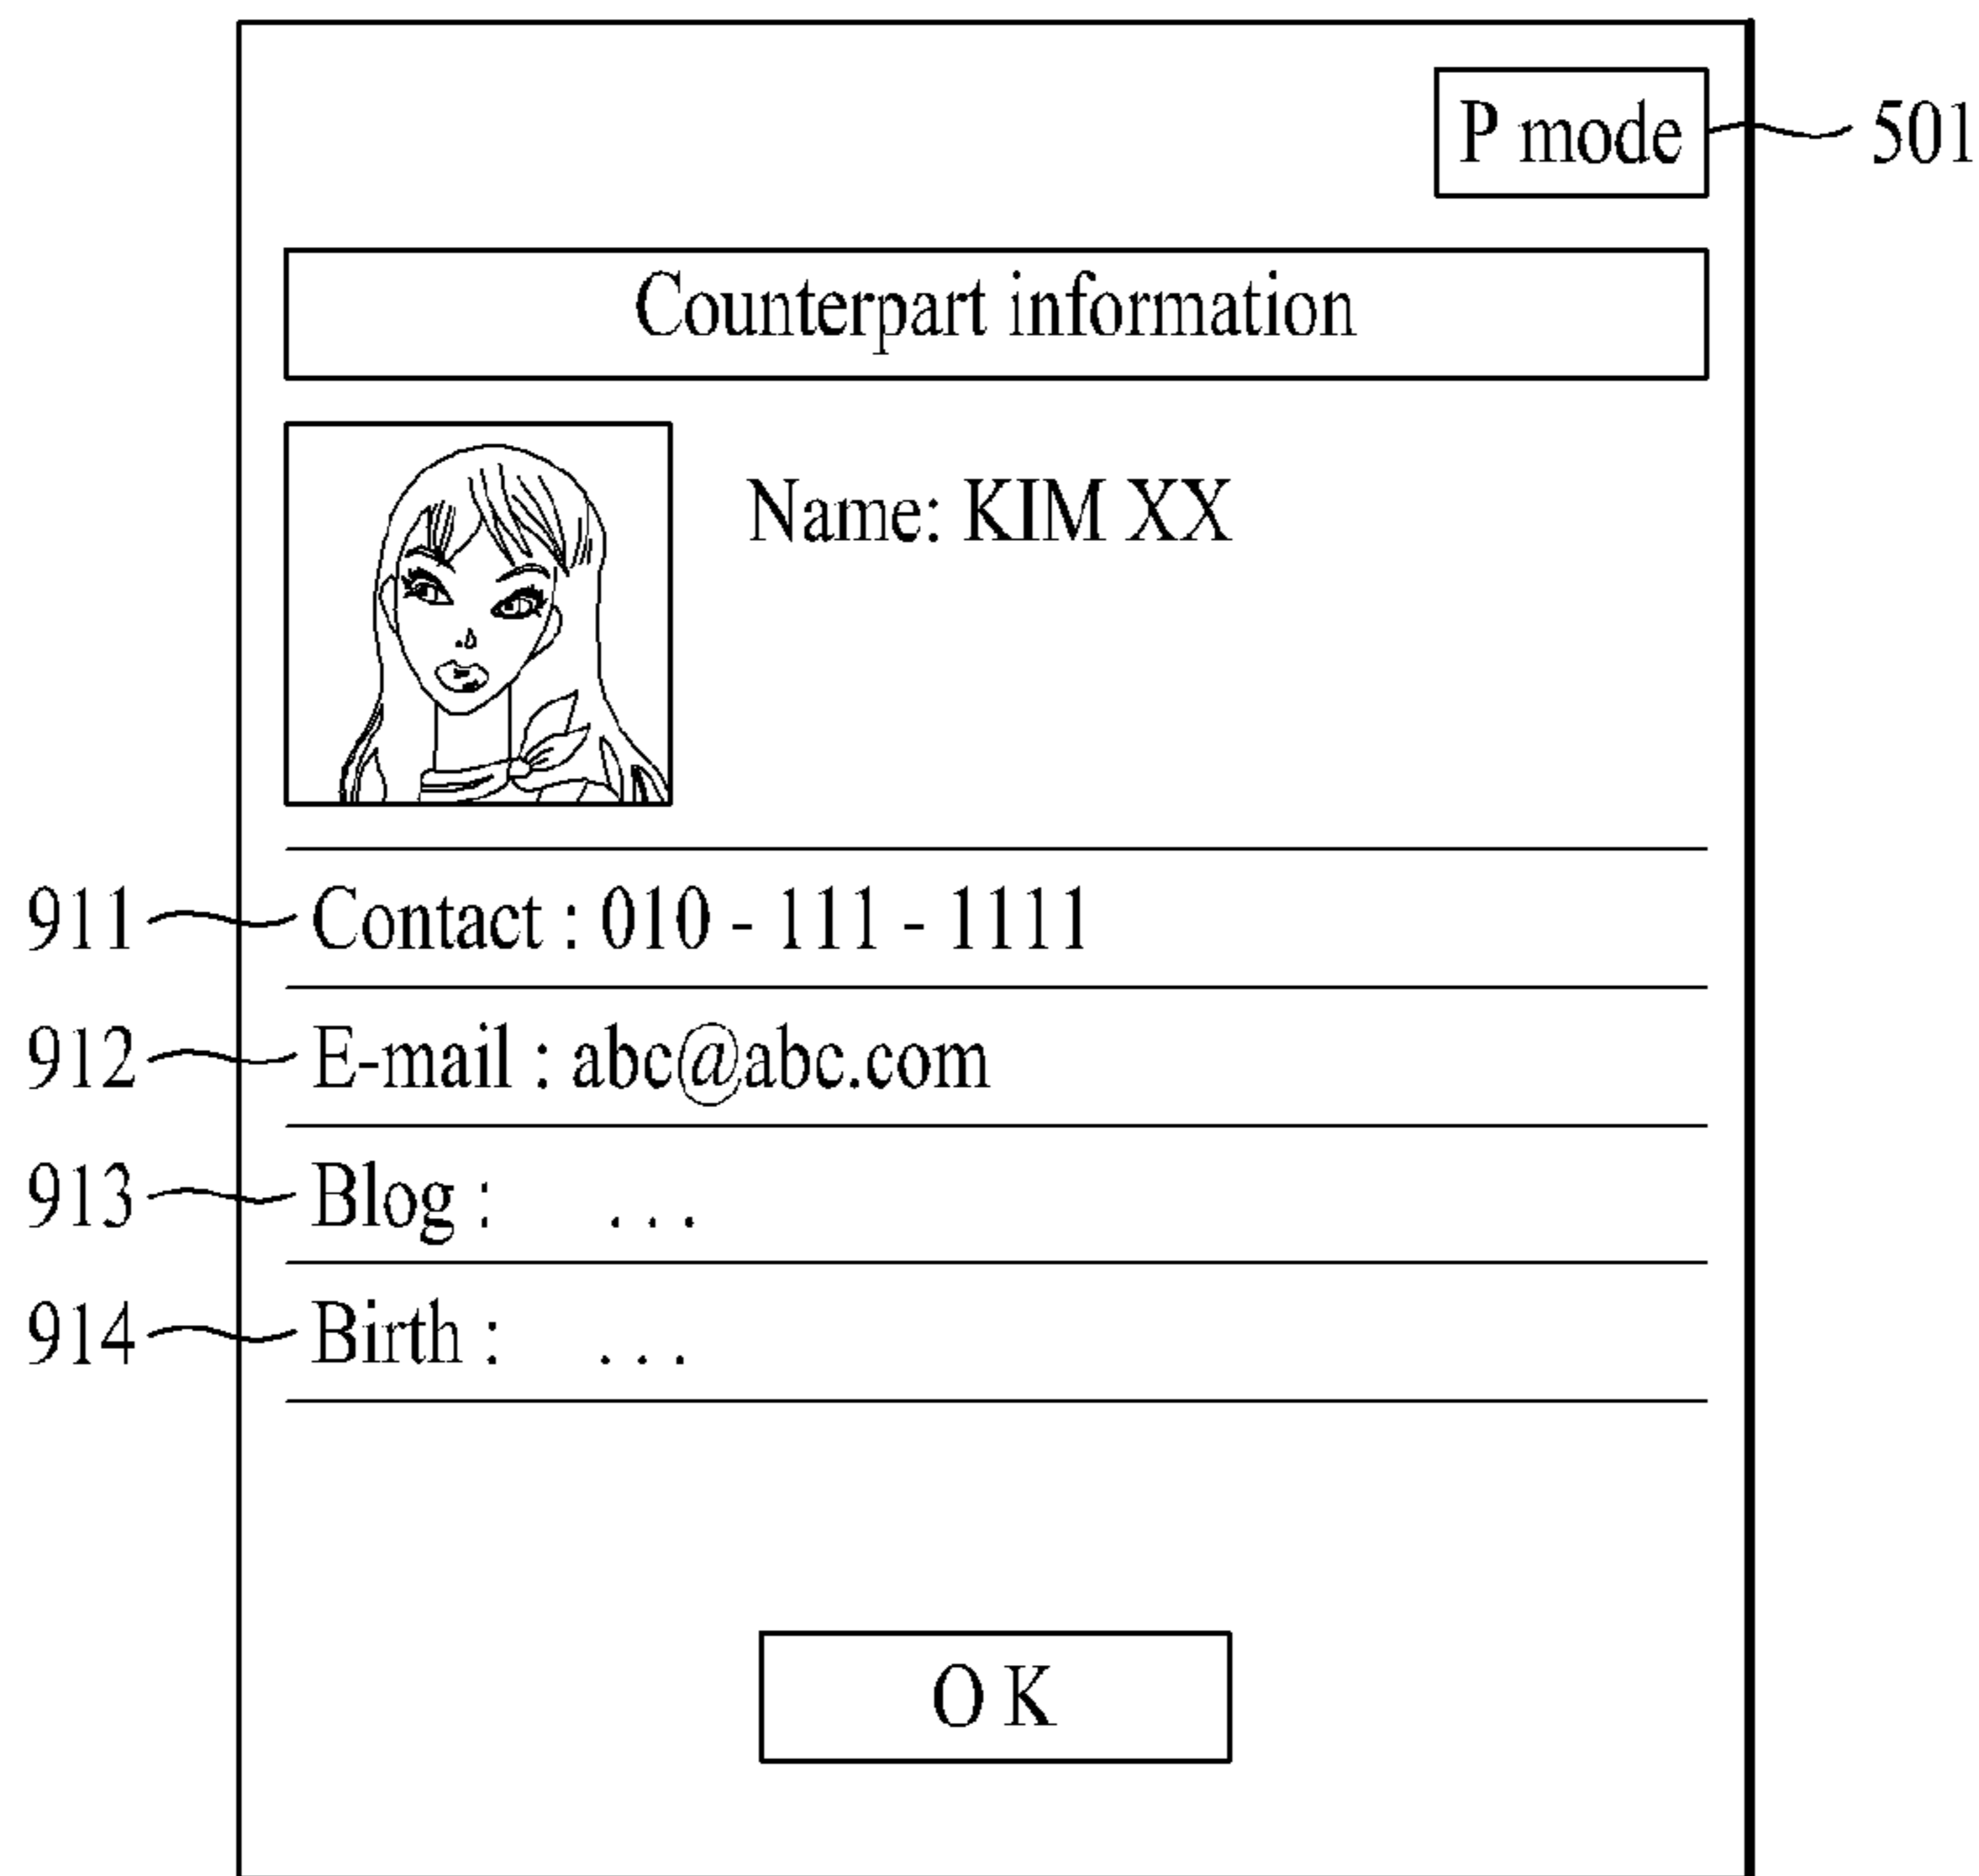 P mode 501
Counterpart information
Name: KIM XX
911 Contact : 010 - 111 - 1111
912 E-mail : abc@abc.com
913 Blog : . . .
914 Birth : . . .
O K